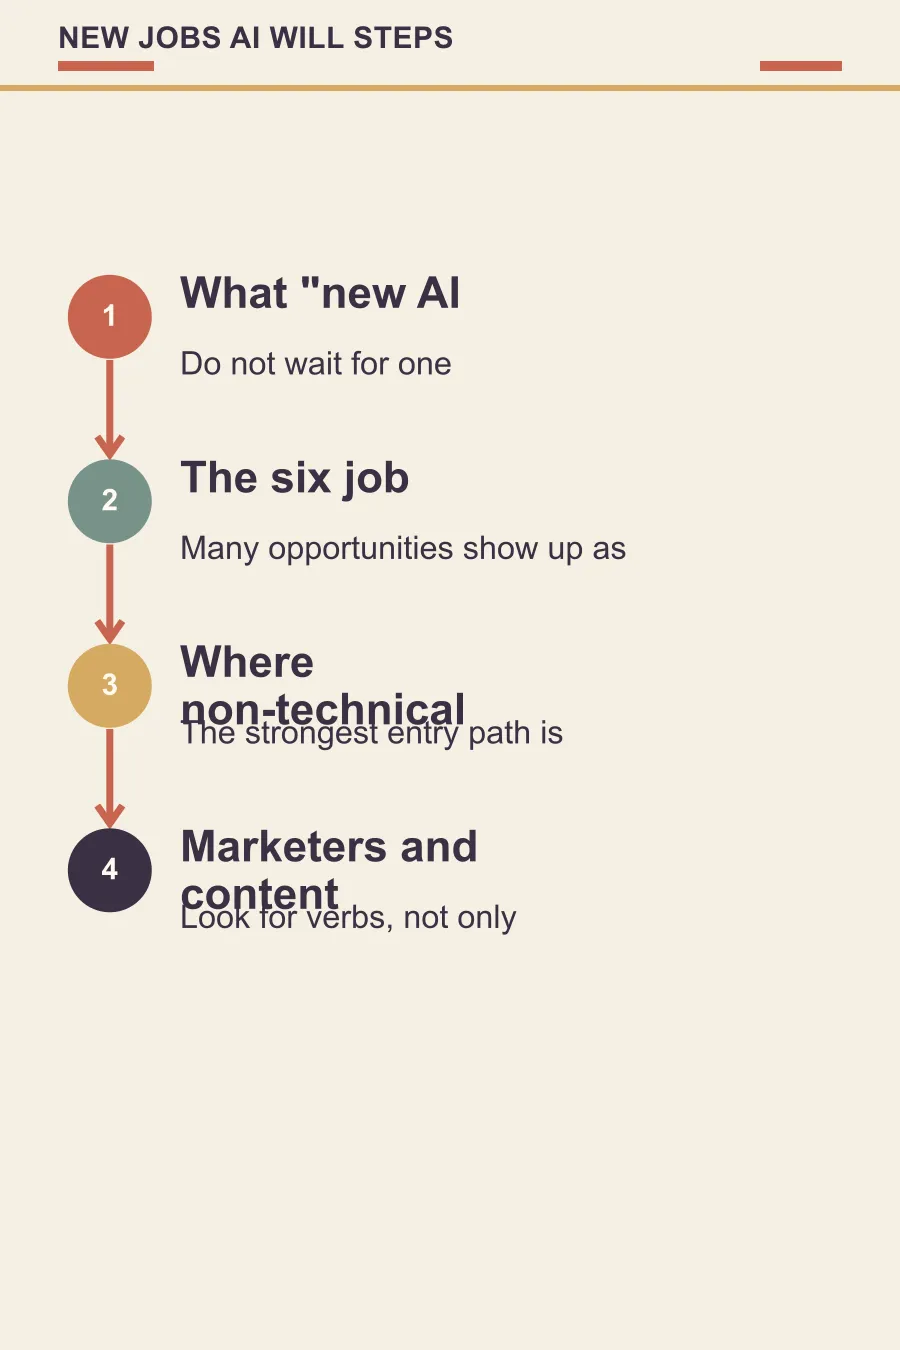 NEW JOBS AI WILL STEPS
1
What "new AI
Do not wait for one
2
The six job
Many opportunities show up as
3
Where
non-technical
The strongest entry path is
4
Marketers and
content
Look for verbs, not only